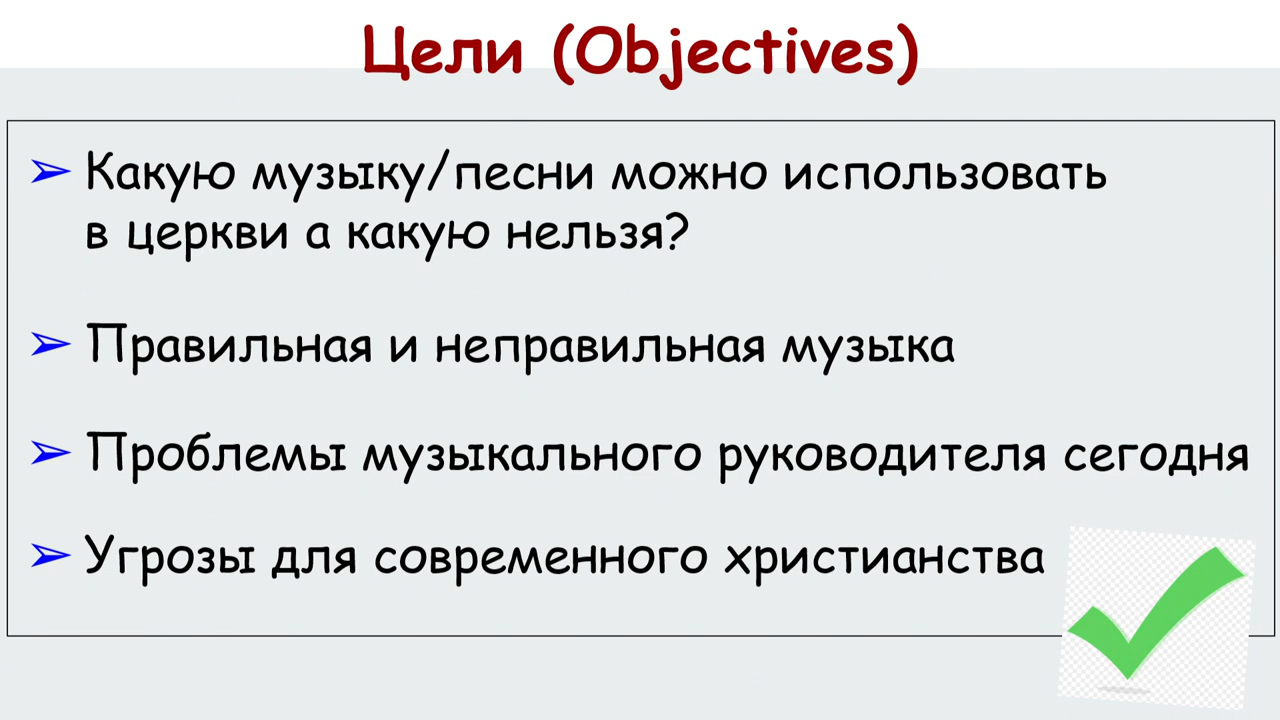 Цели (Objectives)
➢ Какую музыку/песни можно использовать
в церкви а какую нельзя?
➢ Правильная и неправильная музыка
➢ Проблемы музыкального руководителя сегодня
➢ Угрозы для современного христианства